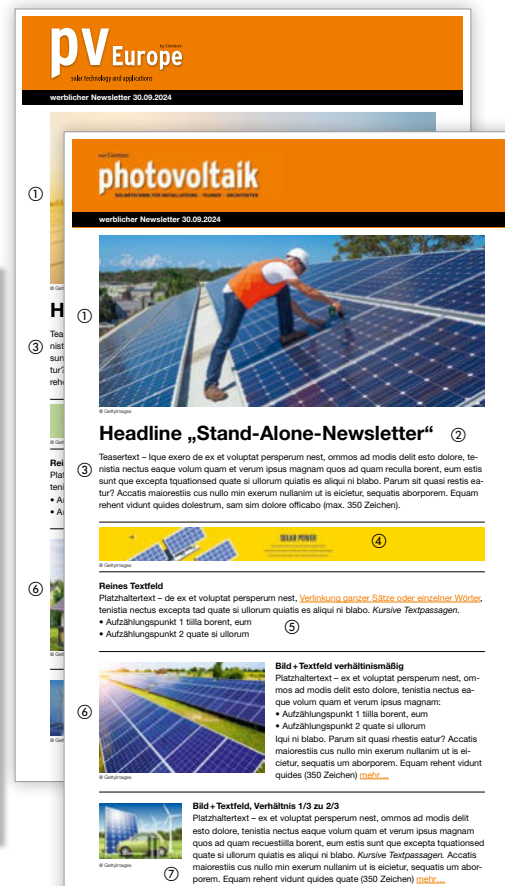 by Gentner
pv Europe
solar technology and applications
werblicher Newsletter 30.09.2024
①
© Gett
H
Tea
③
nist
sun
tur?
rehe
Rei
Plat
teni
• A
• A
⑥
von Gentner
photovoltaik
SOLARTECHNIK FÜR INSTALLATEURE · PLANER · ARCHITEKTEN
werblicher Newsletter 30.09.2024
①
© GettyImages
Headline „Stand-Alone-Newsletter“ ②
③
Teasertext – Ique exero de ex et voluptat persperum nest, ommos ad modis delit esto dolore, te-
nistia nectus eaque volum quam et verum ipsus magnam quos ad quam reculla borent, eum estis
sunt que excepta tquationsed quate si ullorum quiatis es aliqui ni blabo. Parum sit quasi restis ea-
tur? Accatis maiorestiis cus nullo min exerum nullanim ut is eicietur, sequatis aborporem. Equam
rehent vidunt quides dolestrum, sam sim dolore officabo (max. 350 Zeichen).
SOLAR POWER
④
© GettyImages
Reines Textfeld
Platzhaltertext – de ex et voluptat persperum nest, Verlinkung ganzer Sätze oder einzelner Wörter,
tenistia nectus excepta tad quate si ullorum quiatis es aliqui ni blabo. Kursive Textpassagen.
• Aufzählungspunkt 1 tiilla borent, eum
• Aufzählungspunkt 2 quate si ullorum
⑤
⑥
© GettyImages
Bild + Textfeld verhältnismäßig
Platzhaltertext – ex et voluptat persperum nest, om-
mos ad modis delit esto dolore, tenistia nectus ea-
que volum quam et verum ipsus magnam:
• Aufzählungspunkt 1 tiilla borent, eum
• Aufzählungspunkt 2 quate si ullorum
Iqui ni blabo. Parum sit quasi rhestis eatur? Accatis
maiorestiis cus nullo min exerum nullanim ut is ei-
cietur, sequatis um aborporem. Equam rehent vidunt
quides (350 Zeichen) mehr…
© GettyImages
⑦
Bild + Textfeld, Verhältnis 1/3 zu 2/3
Platzhaltertext – ex et voluptat persperum nest, ommos ad modis delit
esto dolore, tenistia nectus eaque volum quam et verum ipsus magnam
quos ad quam recuestiilla borent, eum estis sunt que excepta tquationsed
quate si ullorum quiatis es aliqui ni blabo. Kursive Textpassagen. Accatis
maiorestiis cus nullo min exerum nullanim ut is eicietur, sequatis um abor-
porem. Equam rehent vidunt quides quate (350 Zeichen) mehr…